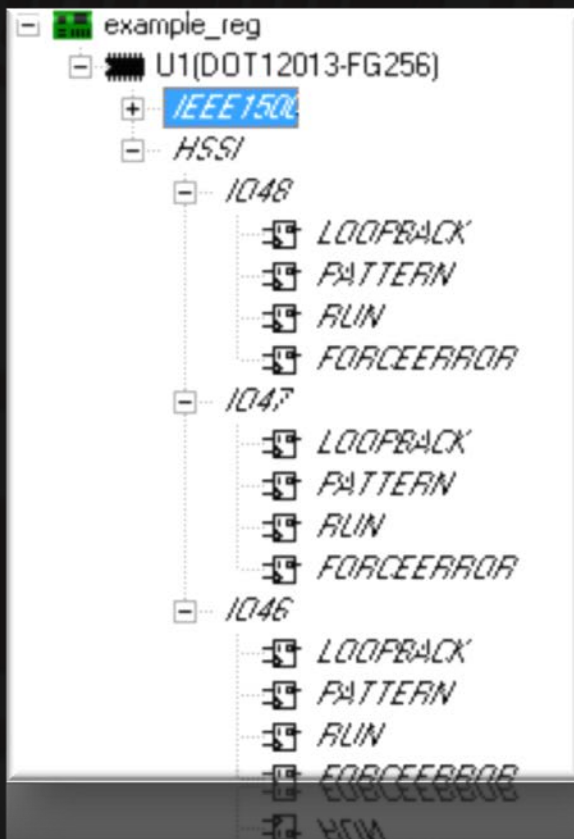 example_reg
U1(DOT12013-FG256)
IEEE1500
HSSI
IO48
LOOPBACK
PATTERN
RUN
FORCEERROR
IO47
LOOPBACK
PATTERN
RUN
FORCEERROR
IO46
LOOPBACK
PATTERN
RUN
FORCEERROR